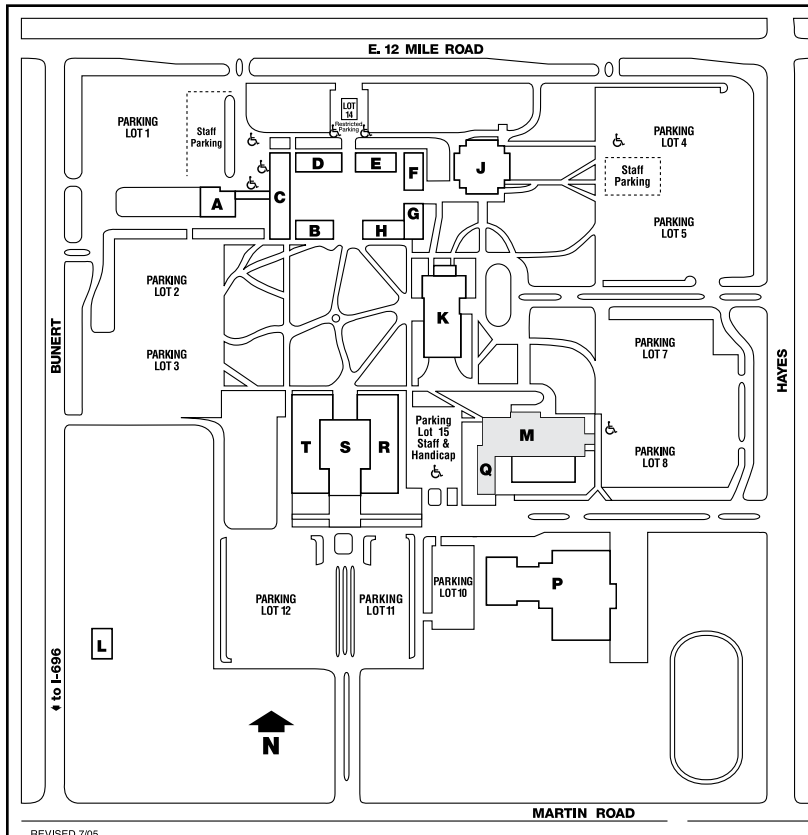 E. 12 MILE ROAD
PARKING
LOT 1
Staff
Parking
LOT
14
Restricted
Parking
PARKING
LOT 4
Staff
Parking
D
E
F
J
A
C
B
H
G
PARKING
LOT 5
PARKING
LOT 2
K
BUNERT
PARKING
LOT 3
PARKING
LOT 7
HAYES
T
S
R
Parking
Lot 15
Staff &
Handicap
M
Q
PARKING
LOT 8
PARKING
LOT 12
PARKING
LOT 11
PARKING
LOT 10
P
L
to I-696
N
MARTIN ROAD
REVISED 7/05